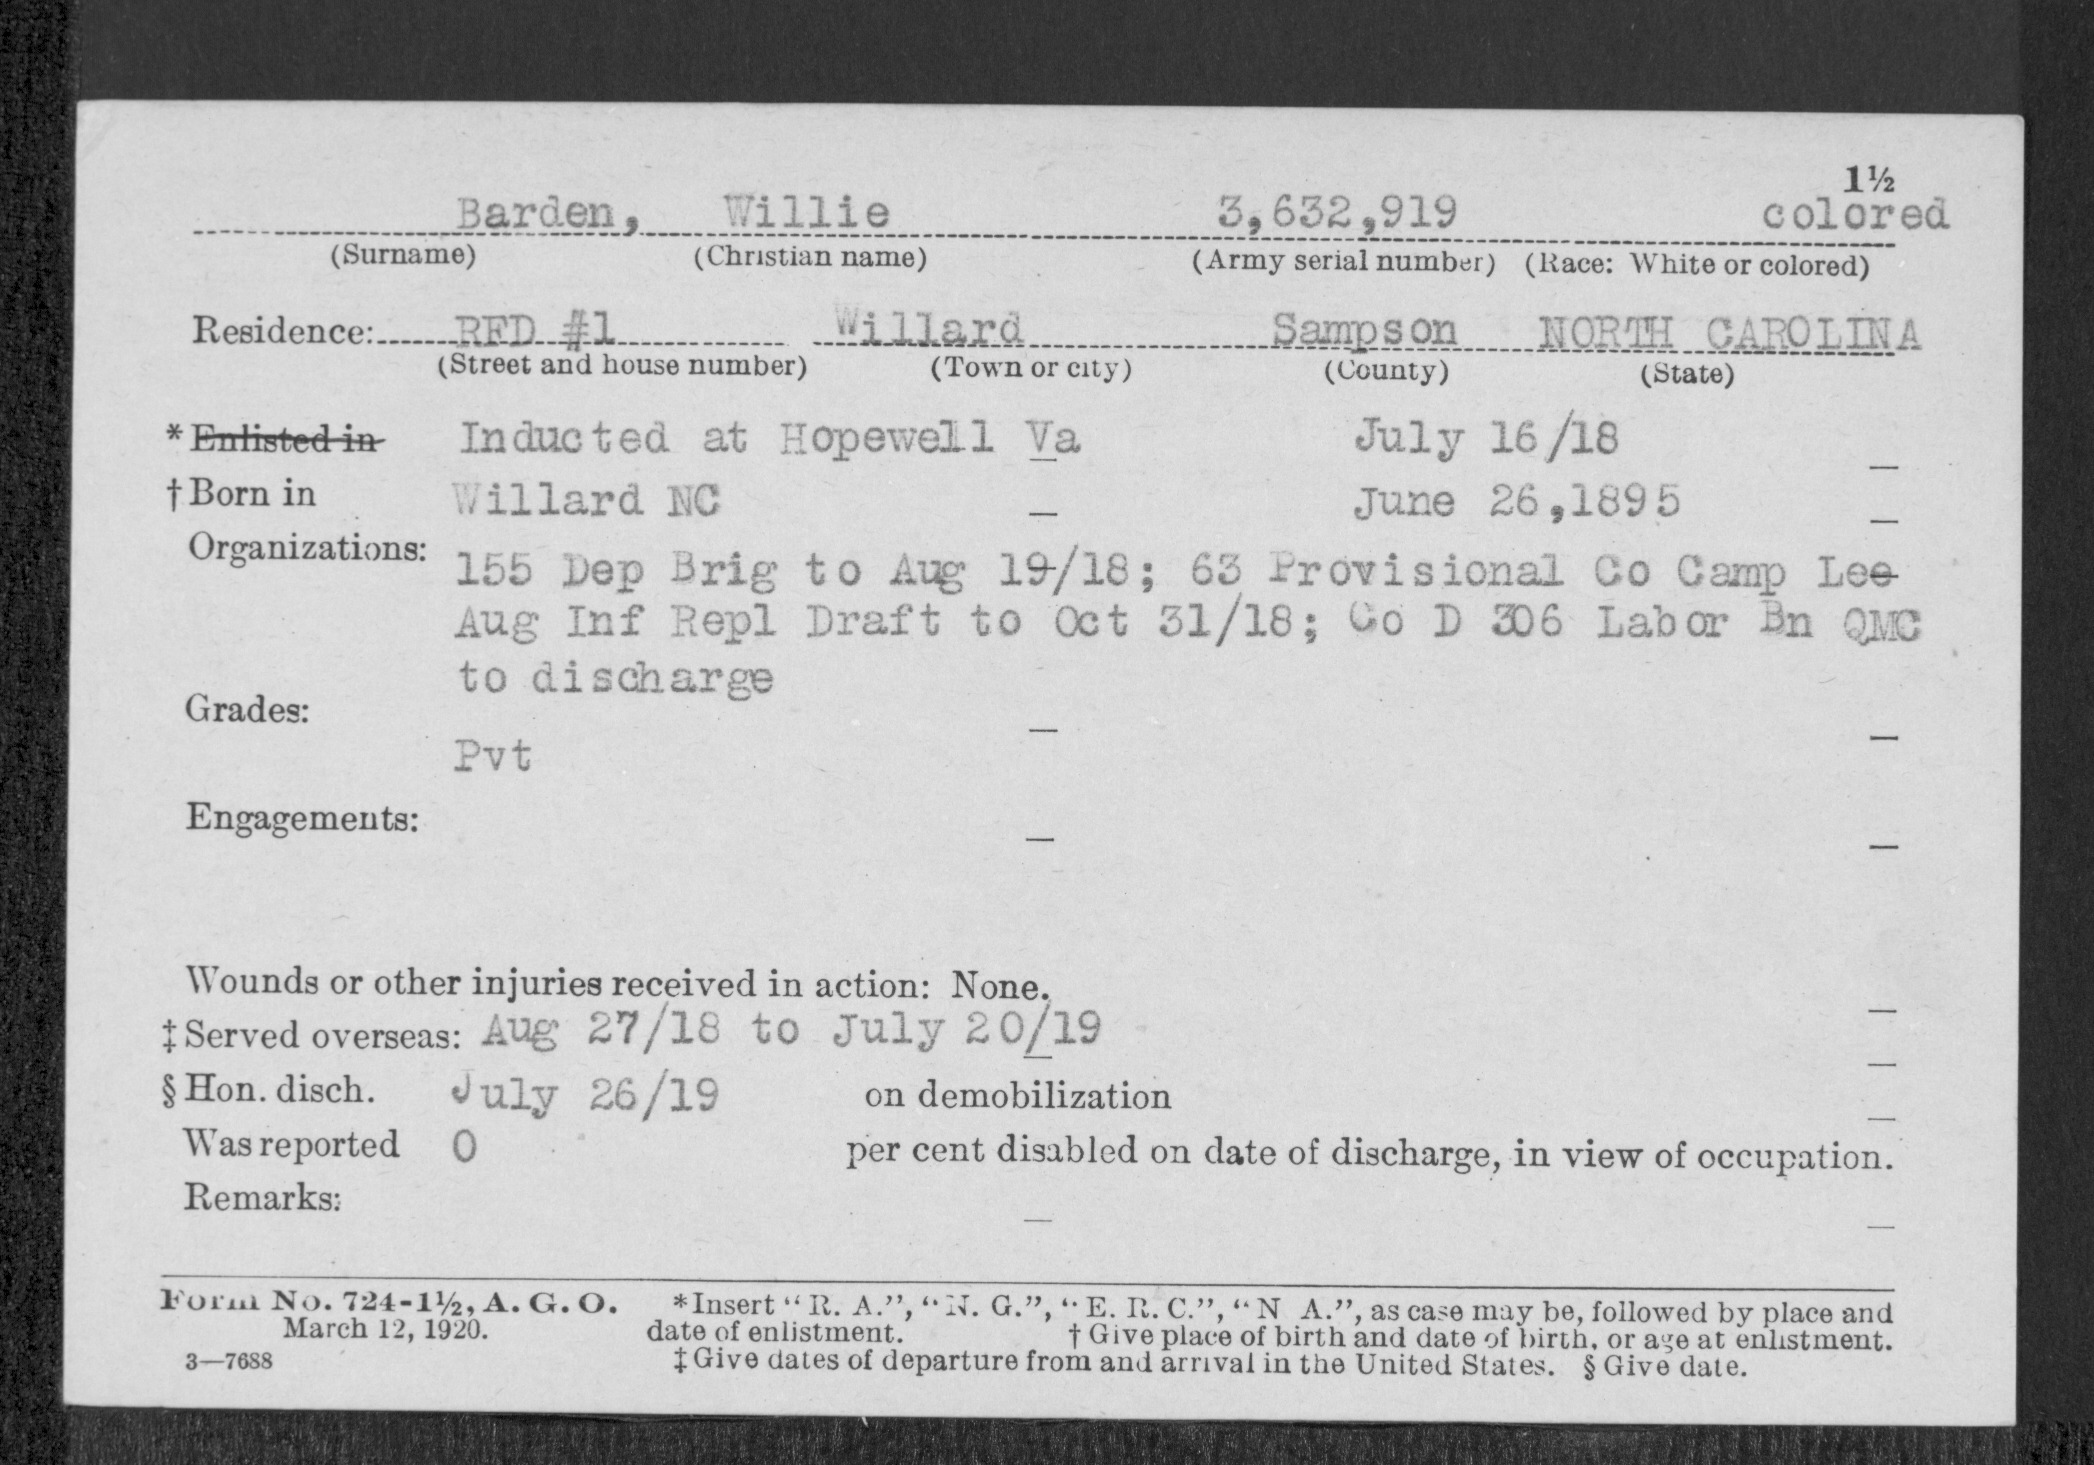 1½
Barden, Willie 3,632,919 colored
(Surname) (Christian name) (Army serial number) (Race: White or colored)
Residence: RFD #1 Willard Sampson NORTH CAROLINA
(Street and house number) (Town or city) (County) (State)
* Enlisted in Inducted at Hopewell Va July 16/18
† Born in Willard NC June 26,1895
Organizations: 155 Dep Brig to Aug 19/18; 63 Provisional Co Camp Lee
Aug Inf Repl Draft to Oct 31/18; Co D 306 Labor Bn QMC
to discharge
Grades:
Pvt
Engagements:
Wounds or other injuries received in action: None.
‡ Served overseas: Aug 27/18 to July 20/19
§ Hon. disch. July 26/19 on demobilization
Was reported 0 per cent disabled on date of discharge, in view of occupation.
Remarks:
Form No. 724-1½, A. G. O. *Insert "R. A.", "N. G.", "E. R. C.", "N A.", as case may be, followed by place and
March 12, 1920. date of enlistment. † Give place of birth and date of birth, or age at enlistment.
3—7688 ‡ Give dates of departure from and arrival in the United States. § Give date.